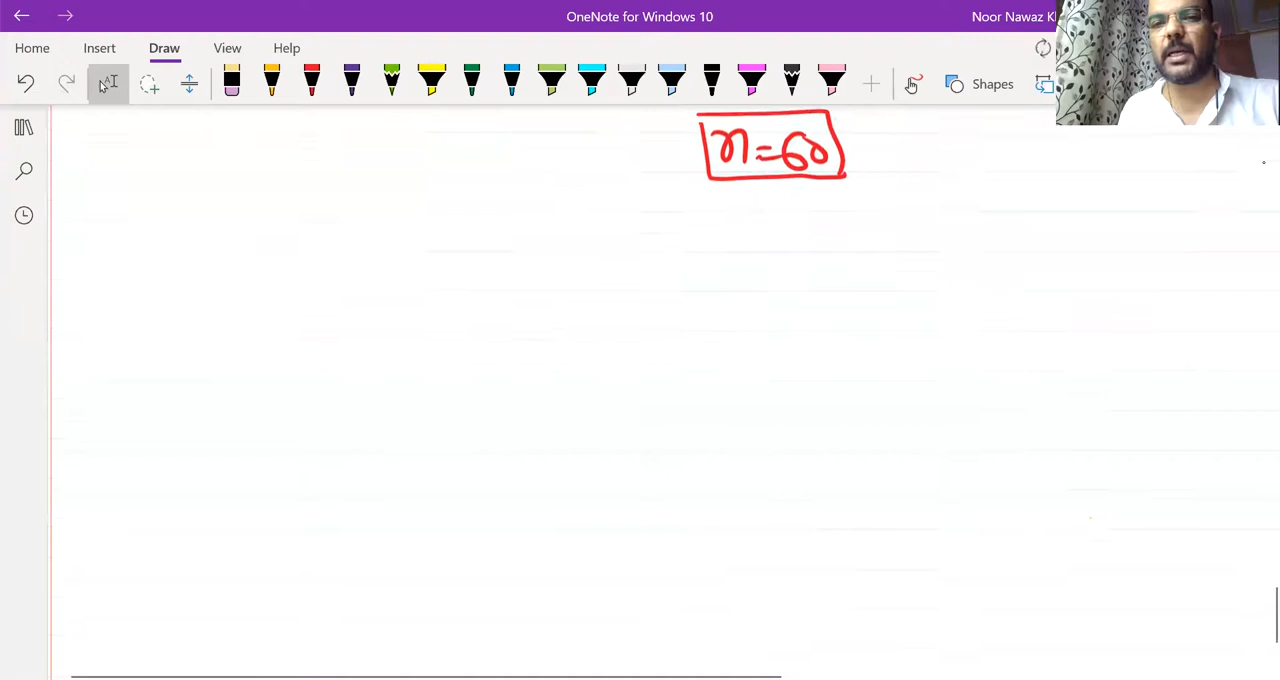 OneNote for Windows 10
Noor Nawaz K
Home Insert Draw View Help
Shapes
n=60